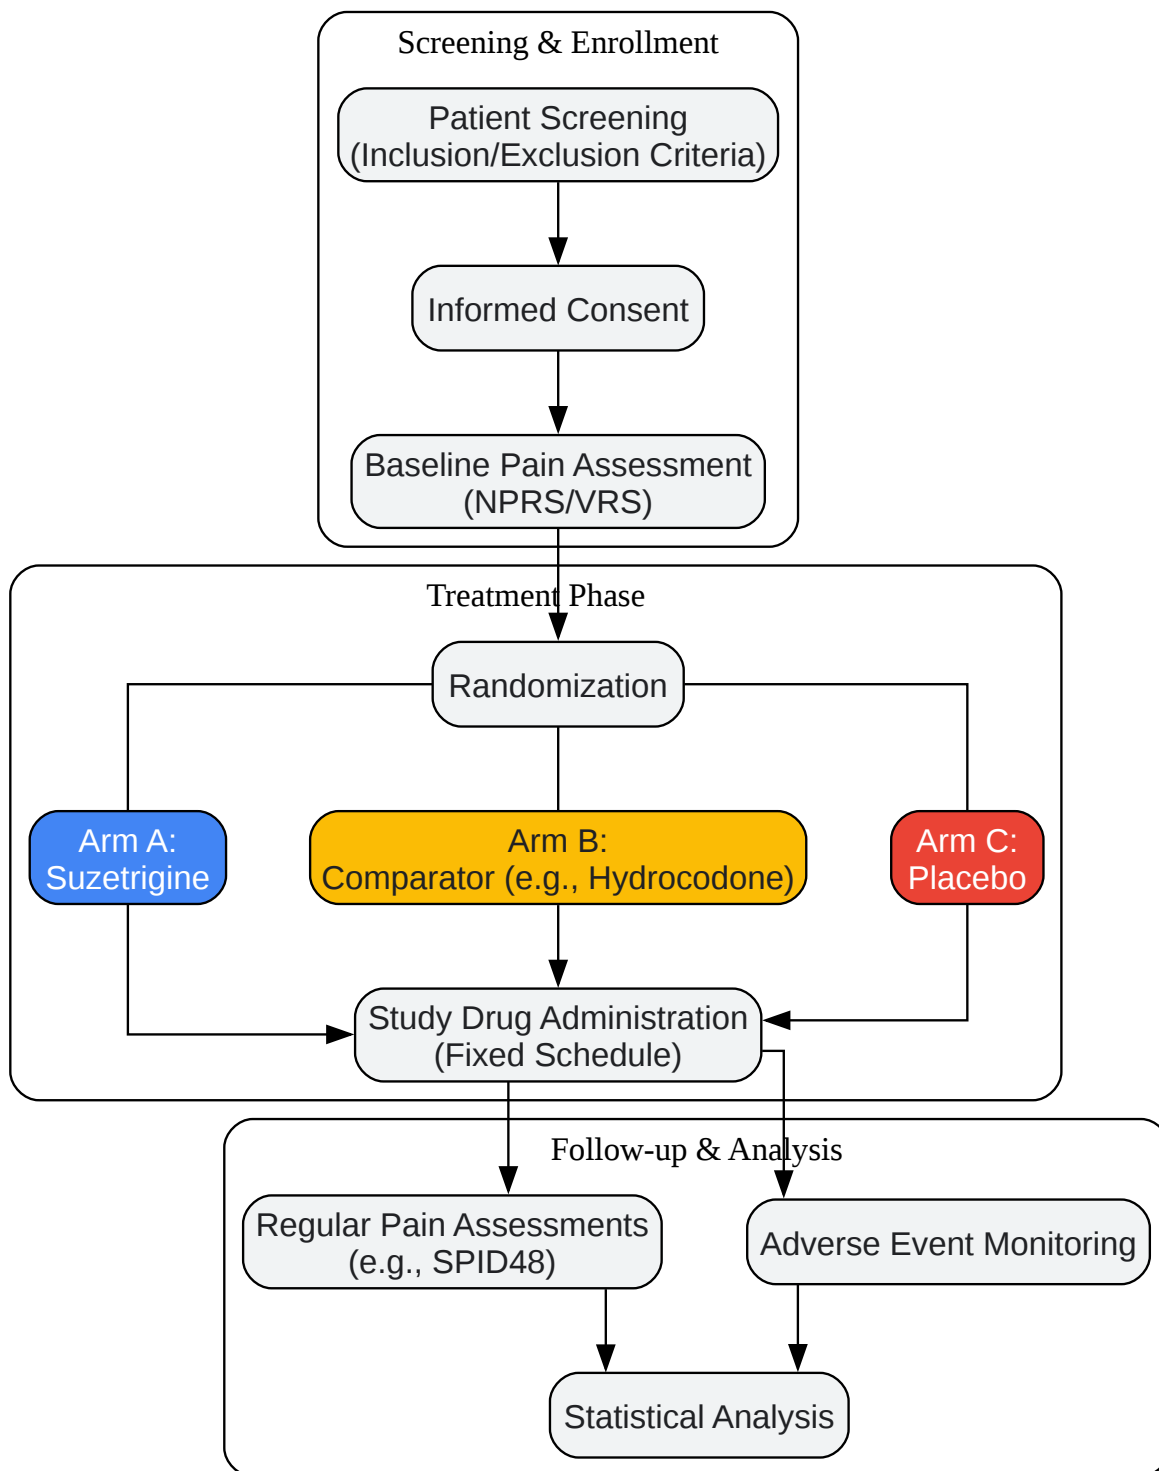 Screening & Enrollment
Patient Screening
(Inclusion/Exclusion Criteria)
Informed Consent
Baseline Pain Assessment
(NPRS/VRS)
Treatment Phase
Randomization
Arm A:
Suzetrigine
Arm B:
Comparator (e.g., Hydrocodone)
Arm C:
Placebo
Study Drug Administration
(Fixed Schedule)
Follow-up & Analysis
Regular Pain Assessments
(e.g., SPID48)
Adverse Event Monitoring
Statistical Analysis